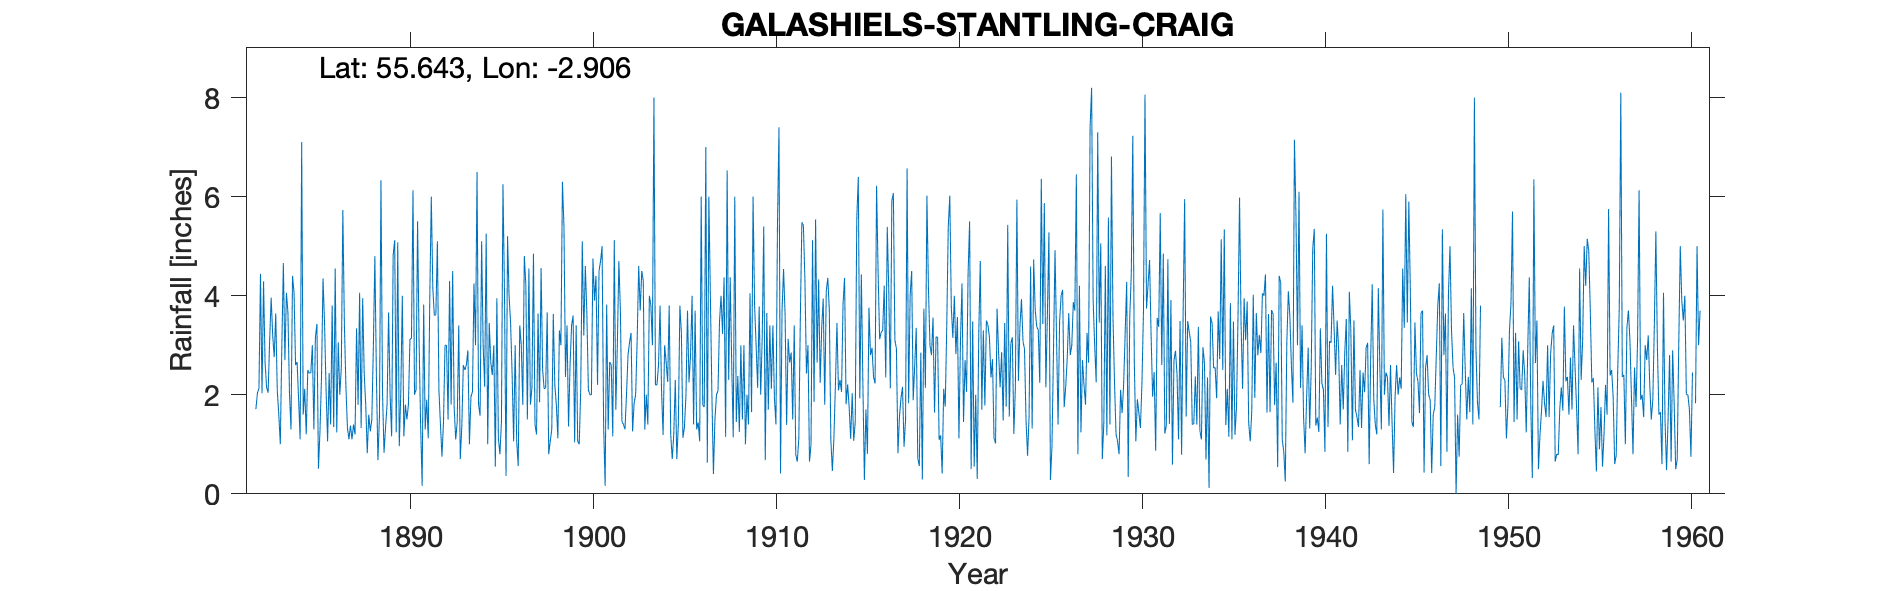 GALASHIELS-STANTLING-CRAIG
Lat: 55.643, Lon: -2.906
Rainfall [inches]
8
6
4
2
0
1890 1900 1910 1920 1930 1940 1950 1960
Year